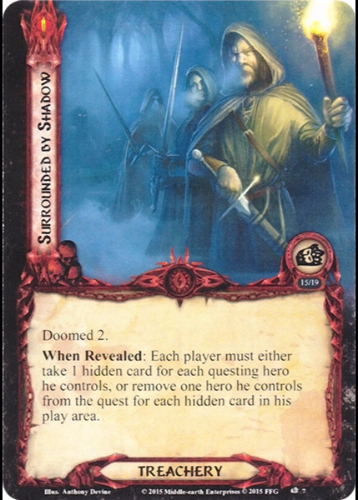 SURROUNDED BY SHADOW
15/19
Doomed 2.
When Revealed: Each player must either
take 1 hidden card for each questing hero
he controls, or remove one hero he controls
from the quest for each hidden card in his
play area.
TREACHERY
Illus. Anthony Devine © 2015 Middle-earth Enterprises © 2015 FFG